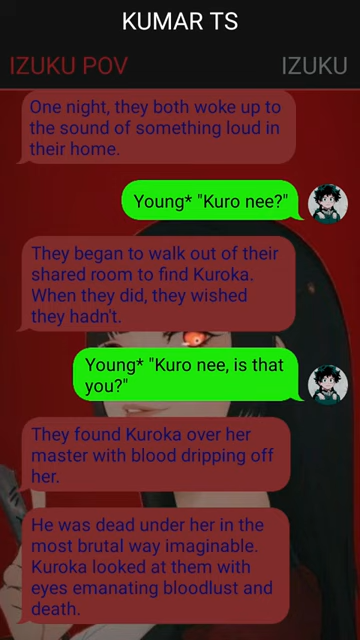 KUMAR TS
IZUKU POV
IZUKU
One night, they both woke up to
the sound of something loud in
their home.
Young* "Kuro nee?"
They began to walk out of their
shared room to find Kuroka.
When they did, they wished
they hadn't.
Young* "Kuro nee, is that
you?"
They found Kuroka over her
master with blood dripping off
her.
He was dead under her in the
most brutal way imaginable.
Kuroka looked at them with
eyes emanating bloodlust and
death.